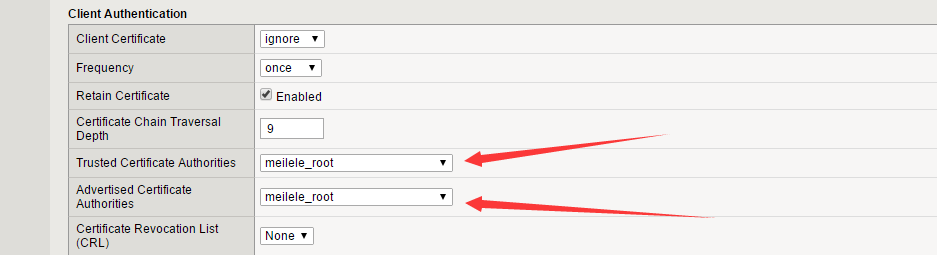 Client Authentication
Client Certificate
ignore
Frequency
once
Retain Certificate
Enabled
Certificate Chain Traversal
Depth
9
Trusted Certificate Authorities
meilele_root
Advertised Certificate
Authorities
meilele_root
Certificate Revocation List
(CRL)
None